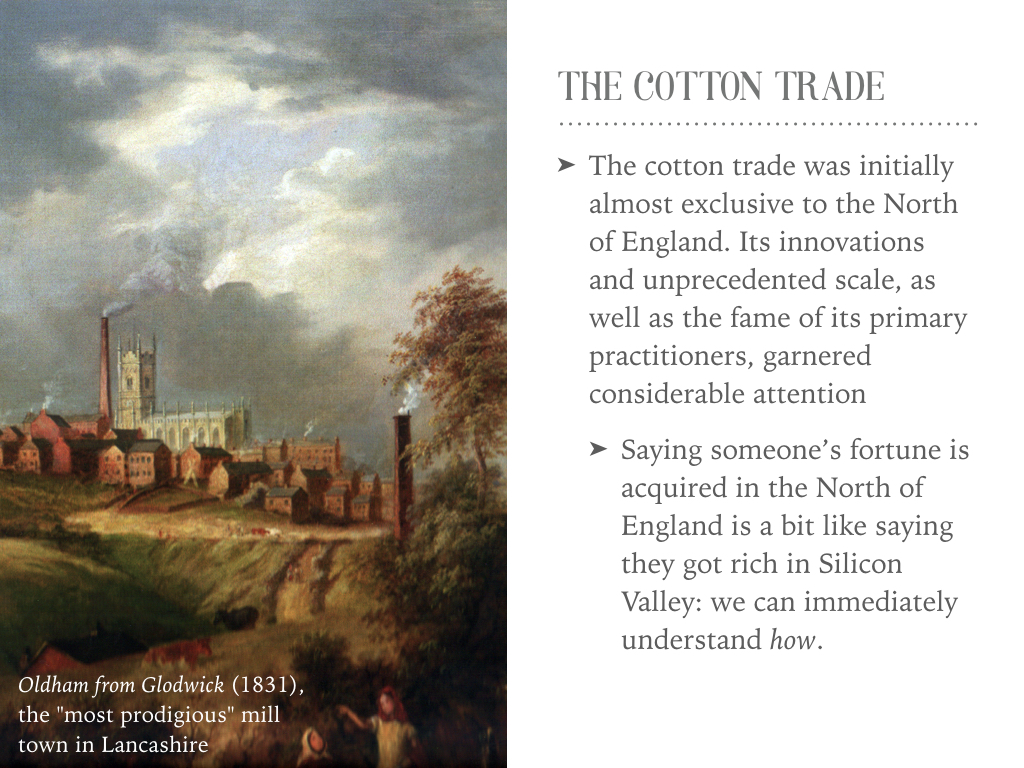 THE COTTON TRADE
➤ The cotton trade was initially
almost exclusive to the North
of England. Its innovations
and unprecedented scale, as
well as the fame of its primary
practitioners, garnered
considerable attention
➤ Saying someone’s fortune is
acquired in the North of
England is a bit like saying
they got rich in Silicon
Valley: we can immediately
understand how.
Oldham from Glodwick (1831),
the "most prodigious" mill
town in Lancashire